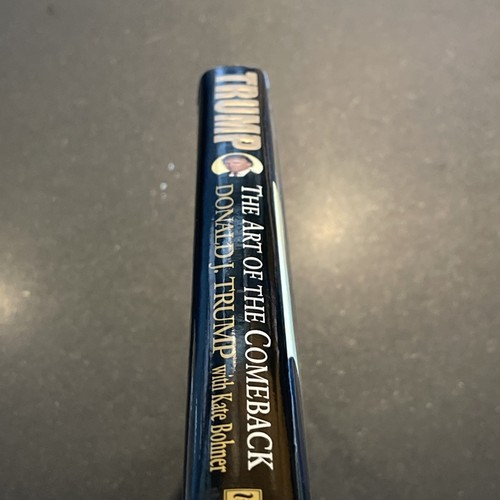 TRUMP
THE ART OF THE COMEBACK
DONALD J. TRUMP with Kate Bohner